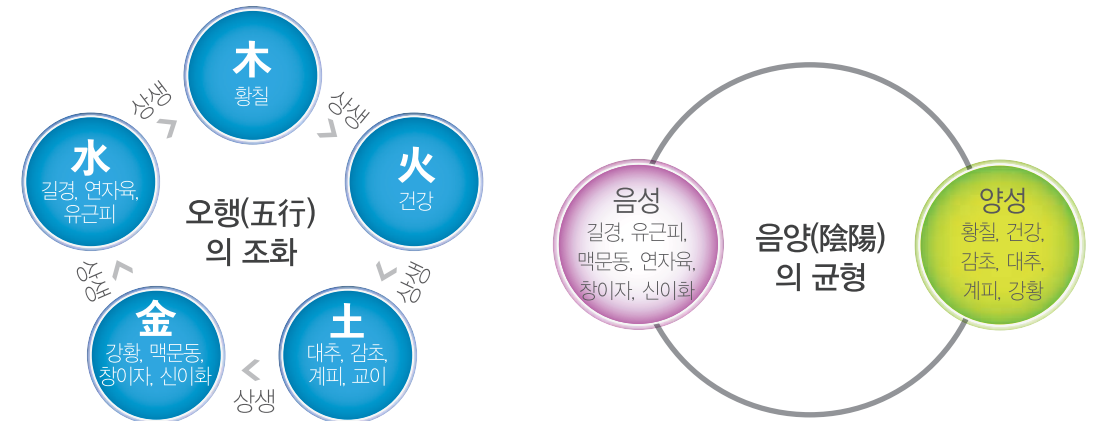 木
황칠
상생
상생
水
길경, 연자육,
유근피
火
건강
오행(五行)
의 조화
상생
상생
金
강황, 맥문동,
창이자, 신이화
土
대추, 감초,
계피, 교이
상생
음성
길경, 유근피,
맥문동, 연자육,
창이자, 신이화
음양(陰陽)
의 균형
양성
황칠, 건강,
감초, 대추,
계피, 강황